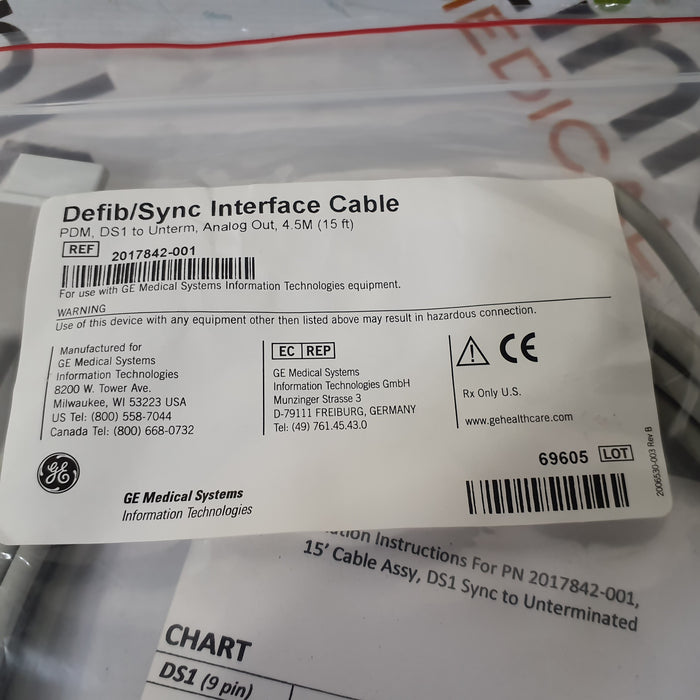 MEDICAL
Defib/Sync Interface Cable
PDM, DS1 to Unterm, Analog Out, 4.5M (15 ft)
REF 2017842-001
For use with GE Medical Systems Information Technologies equipment.
WARNING
Use of this device with any equipment other then listed above may result in hazardous connection.
Manufactured for
GE Medical Systems
Information Technologies
8200 W. Tower Ave.
Milwaukee, WI 53223 USA
US Tel: (800) 558-7044
Canada Tel: (800) 668-0732
EC REP
GE Medical Systems
Information Technologies GmbH
Munzinger Strasse 3
D-79111 FREIBURG, GERMANY
Tel: (49) 761.45.43.0
CE
Rx Only U.S.
www.gehealthcare.com
69605 LOT
2006530-003 Rev B
GE
GE Medical Systems
Information Technologies
Instructions For PN 2017842-001,
15' Cable Assy, DS1 Sync to Unterminated
CHART
DS1 (9 pin)